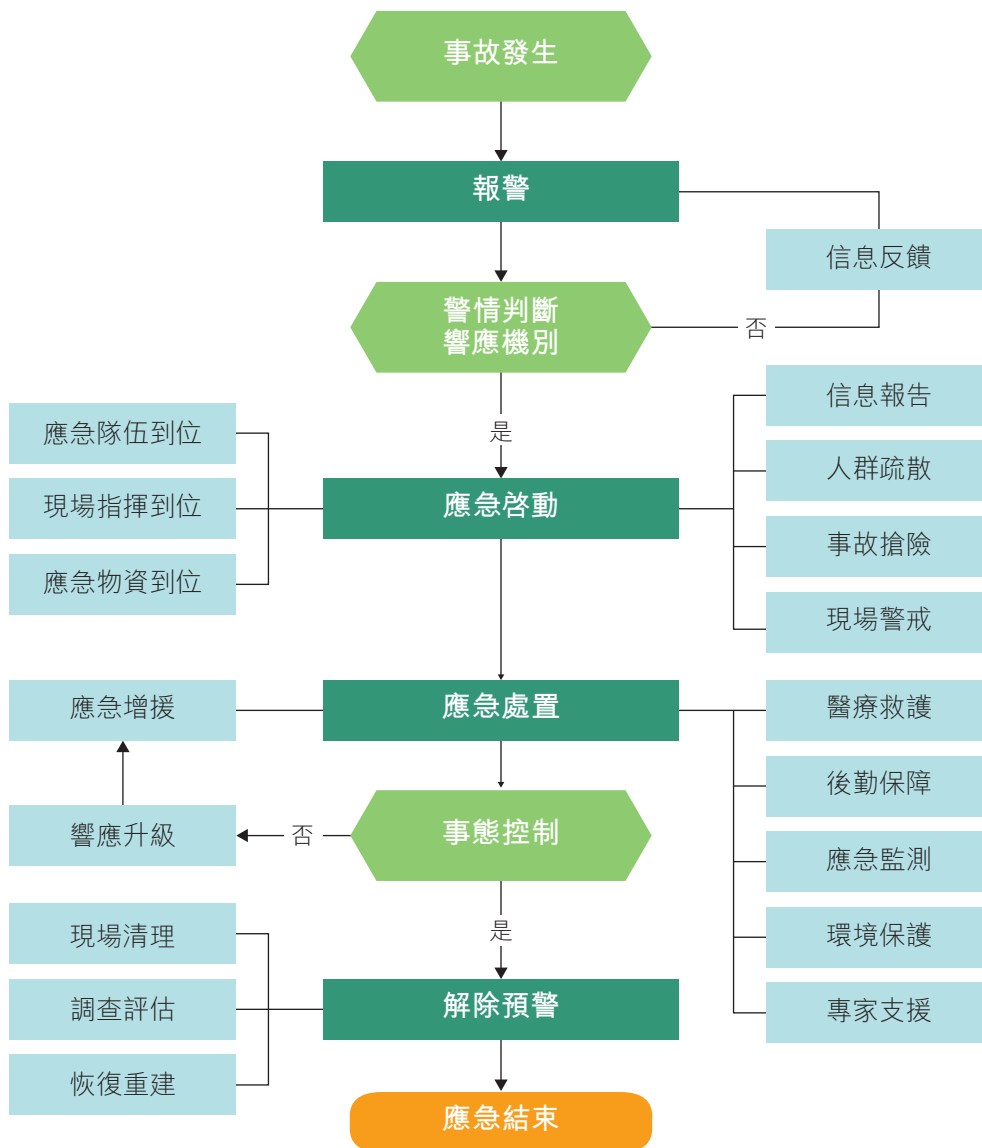 事故發生
報警
信息反饋
警情判斷
響應機別
否
是
信息報告
應急隊伍到位
人群疏散
現場指揮到位
應急啓動
事故搶險
應急物資到位
現場警戒
應急增援
應急處置
醫療救護
後勤保障
響應升級
否
事態控制
應急監測
現場清理
是
環境保護
調查評估
解除預警
專家支援
恢復重建
應急結束